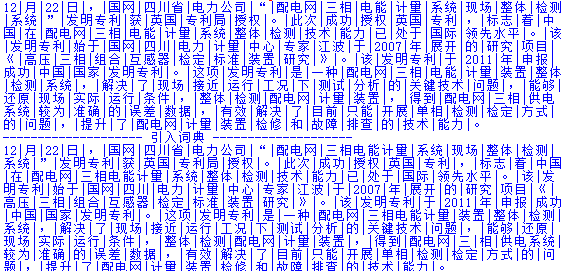 12|月|22|日|，|国网|四川省|电力公司|“|配电网|三相|电能|计量|系统|现场|整体|检测
|系统|”|发明专利|获|英国|专利局|授权|。|此次|成功|授权|英国|专利|，|标志|着|中
国|在|配电网|三相|电能|计量|系统|整体|检测|技术|能力|已|处于|国际|领先水平|。|该
|发明专利|始于|国网|四川|电力|计量|中心|专家|江波|于|2007|年|展开|的|研究|项目
|《|高压|三相|组合|互感器|检定|标准|装置|研究|》|。|该|发明专利|于|2011|年|申报
成功|中国|国家|发明专利|。|这项|发明专利|是|一种|配电网|三相|电能|计量|装置|整体
|检测|系统|，|解决|了|现场|接近|运行|工况|下|测试|分析|的|关键技术|问题|，|能够
|还原|现场|实际|运行|条件|，|整体|检测|配电网|计量|装置|，|得到|配电网|三相|供电
系统|较为|准确|的|误差|数据|，|有效|解决|了|目前|只能|开展|单相|检测|检定|方式|
的|问题|，|提升|了|配电网|计量|装置|检修|和|故障|排查|的|技术|能力|。
--------------------引入词典 --------------------
12|月|22|日|，|国网|四川省|电力公司|“|配电网|三相电能计量|系统|现场|整体|检测|
系统|”|发明专利|获|英国|专利局|授权|。|此次|成功|授权|英国|专利|，|标志|着|中国
|在|配电网|三相电能计量|系统|整体|检测|技术|能力|已|处于|国际|领先水平|。|该|发
明专利|始于|国网|四川|电力|计量|中心|专家|江波|于|2007|年|展开|的|研究|项目|《|
高压|三相|组合|互感器|检定|标准|装置|研究|》|。|该|发明专利|于|2011|年|申报|成功
|中国|国家|发明专利|。|这项|发明专利|是|一种|配电网|三相电能计量|装置|整体|检测|
系统|，|解决|了|现场|接近|运行|工况|下|测试|分析|的|关键技术|问题|，|能够|还原|
现场|实际|运行|条件|，|整体|检测|配电网|计量|装置|，|得到|配电网|三相|供电系统|
较为|准确|的|误差|数据|，|有效|解决|了|目前|只能|开展|单相|检测|检定|方式|的|问
题|，|提升|了|配电网|计量|装置|检修|和|故障|排查|的|技术|能力|。